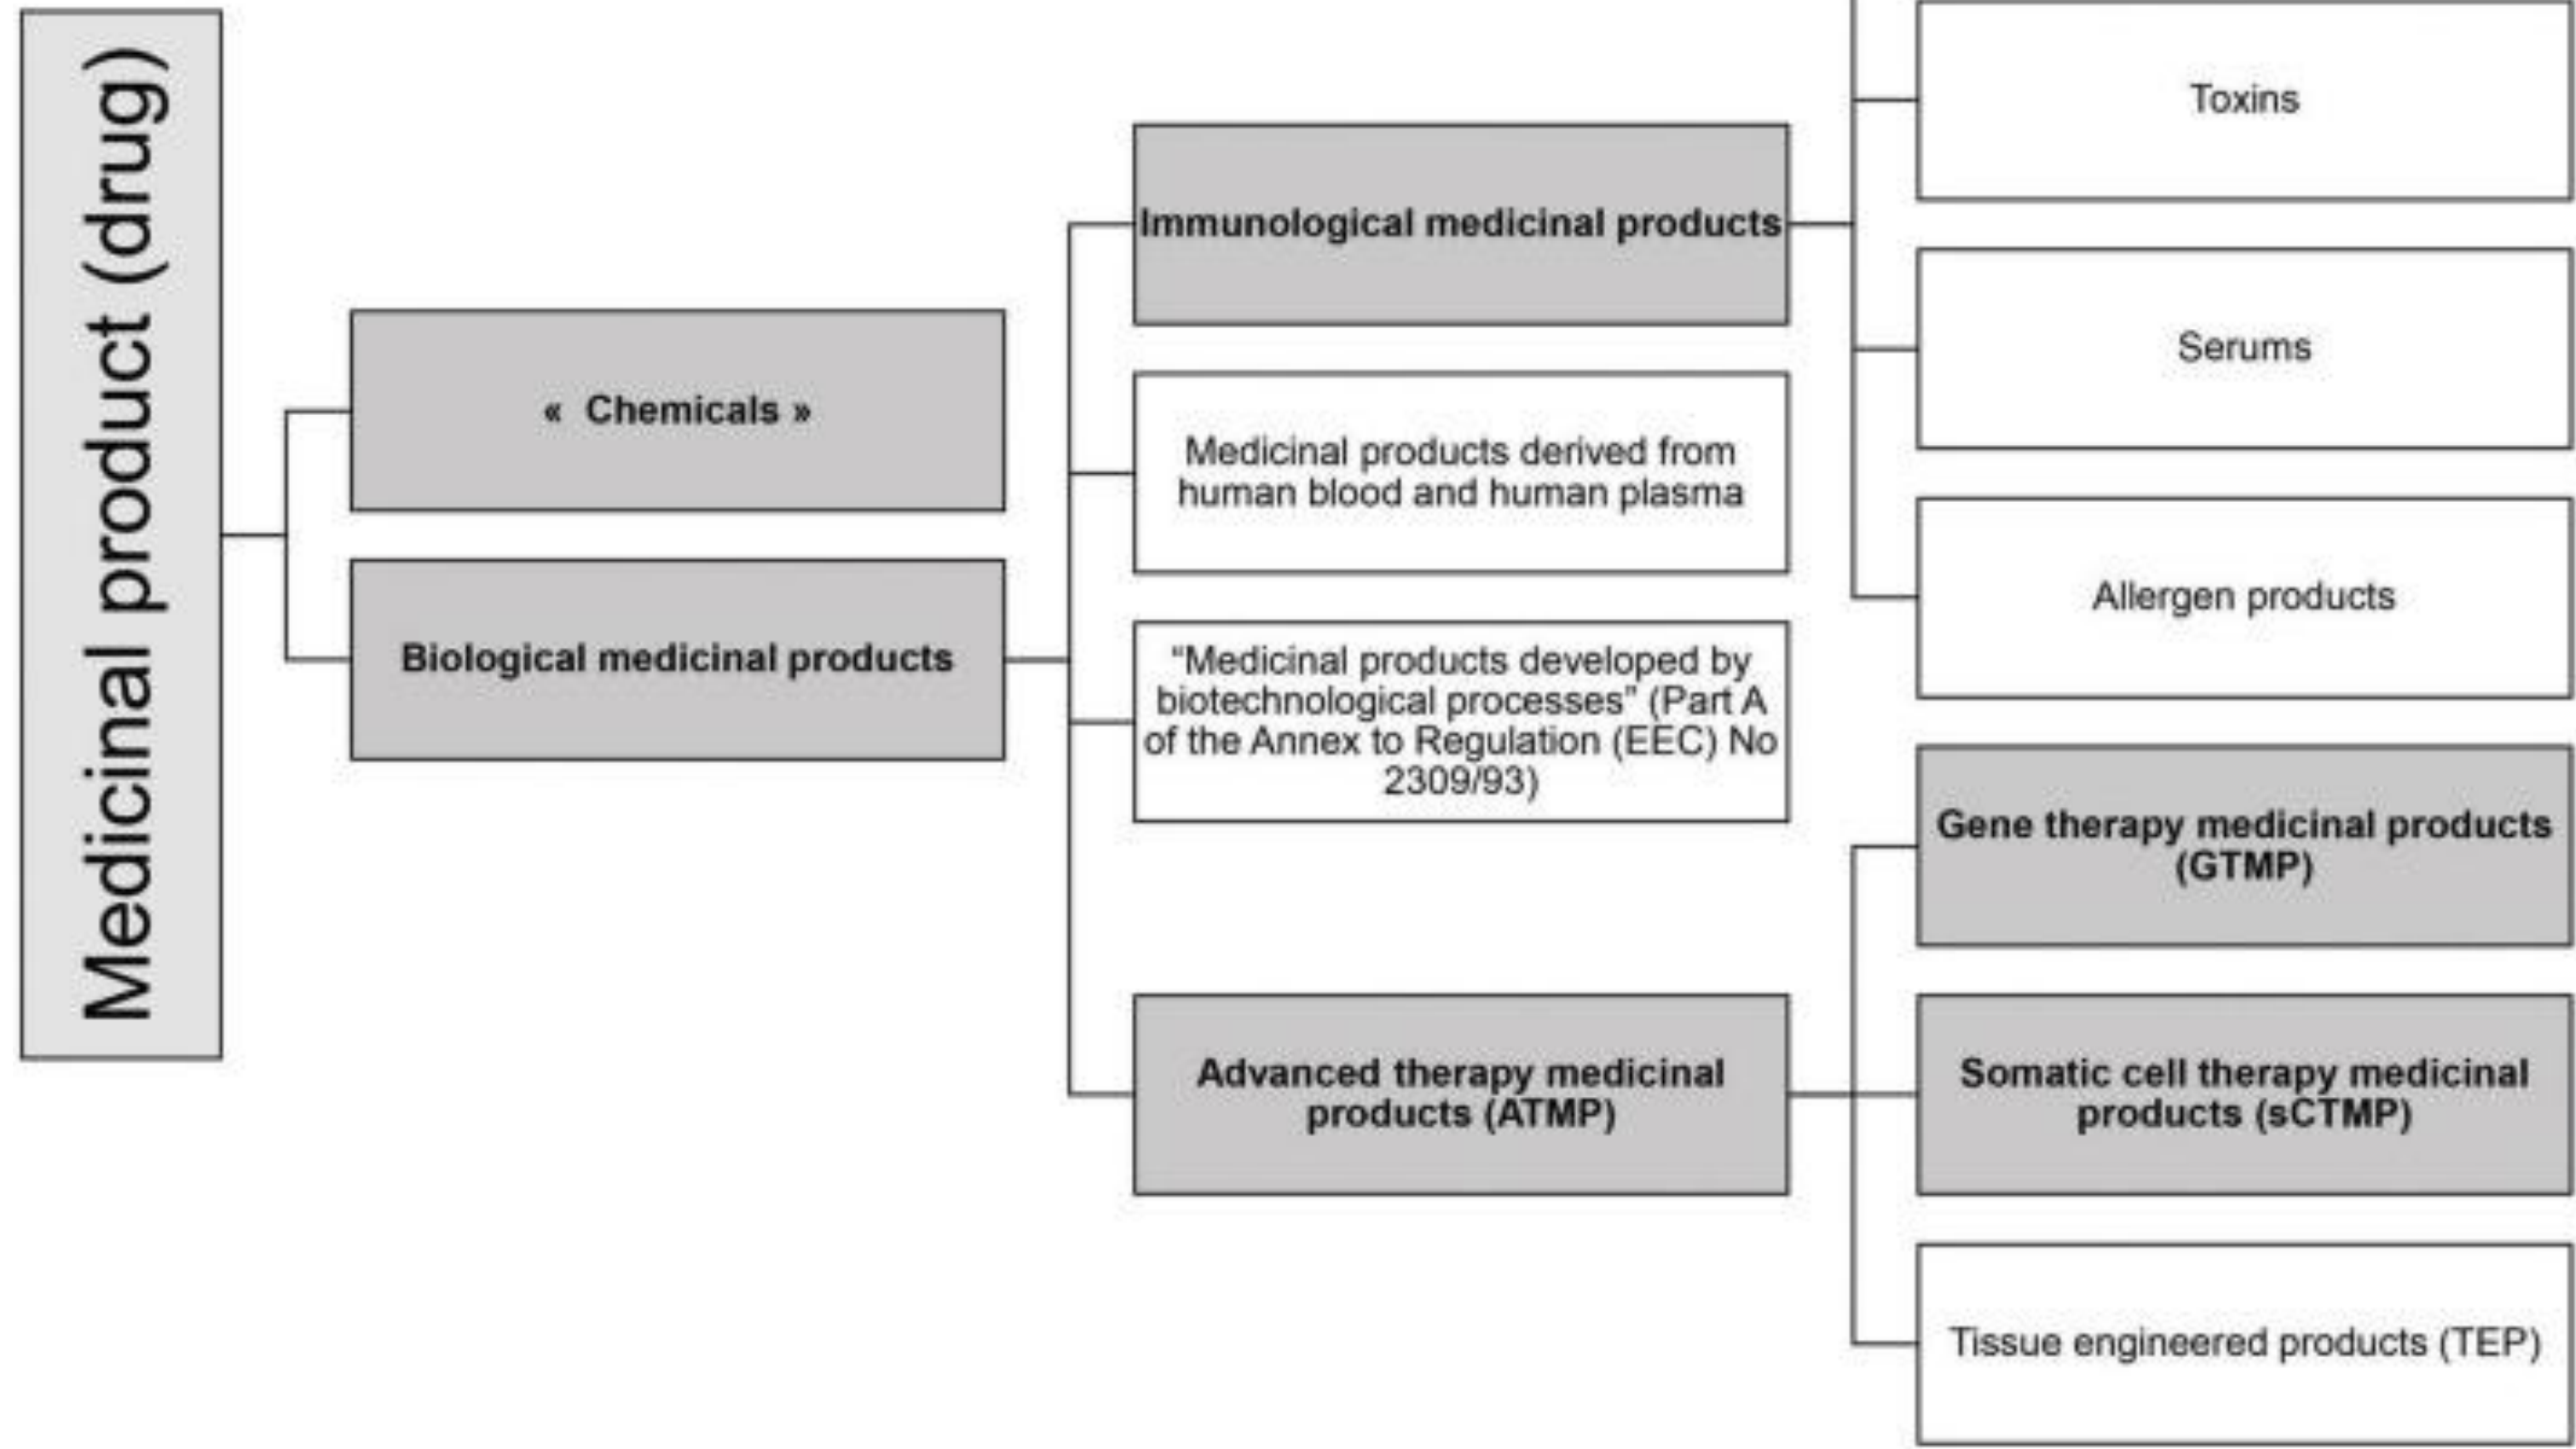 Medicinal product (drug)
« Chemicals »
Biological medicinal products
Immunological medicinal products
Medicinal products derived from
human blood and human plasma
“Medicinal products developed by
biotechnological processes” (Part A
of the Annex to Regulation (EEC) No
2309/93)
Advanced therapy medicinal
products (ATMP)
Toxins
Serums
Allergen products
Gene therapy medicinal products
(GTMP)
Somatic cell therapy medicinal
products (sCTMP)
Tissue engineered products (TEP)